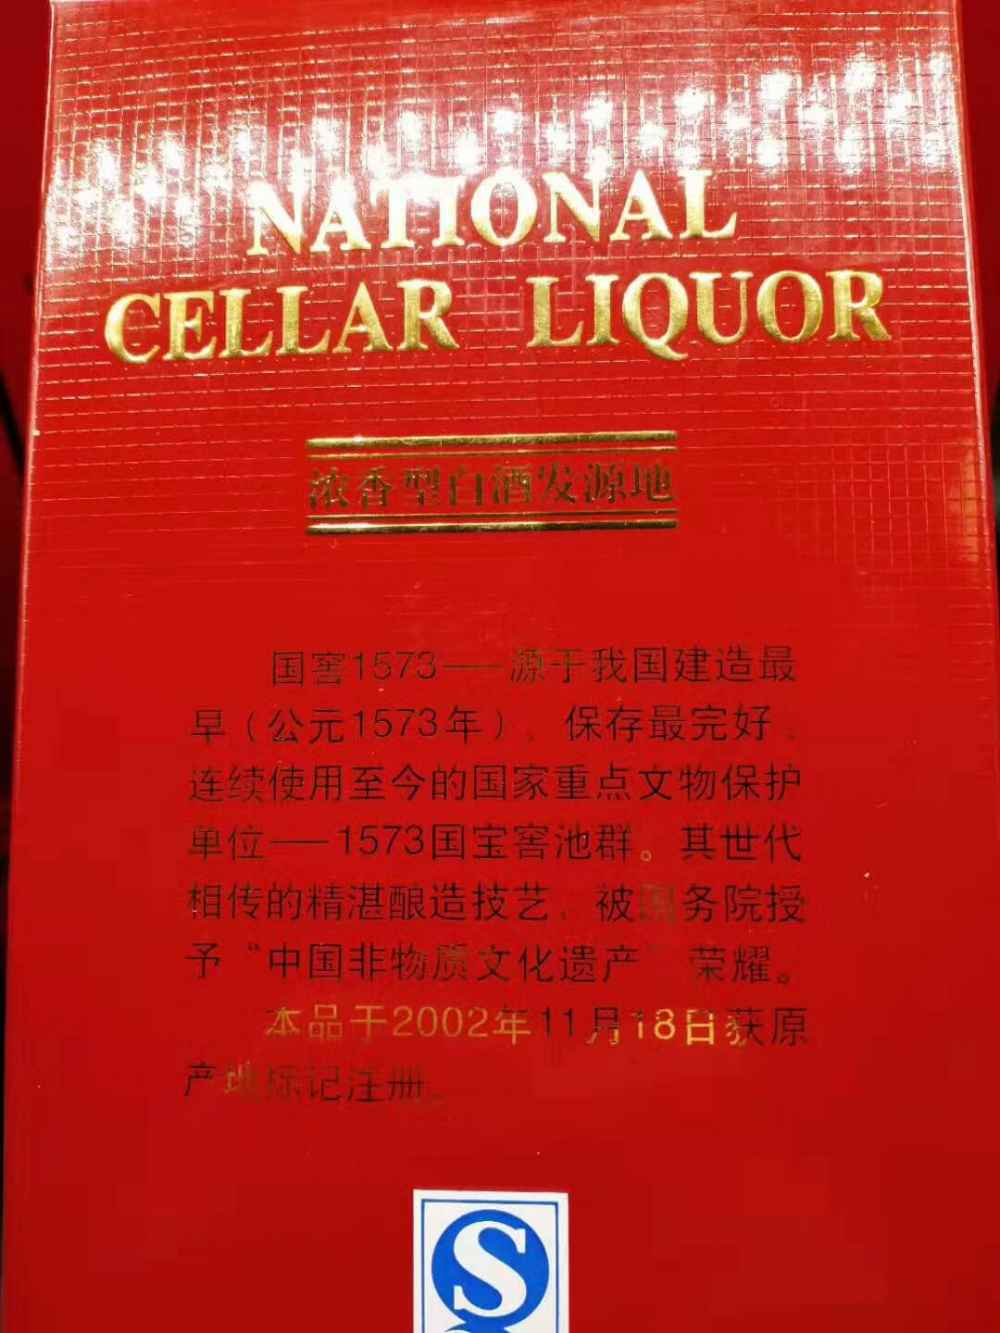 NATIONAL
CELLAR LIQUOR
浓香型白酒发源地
国窖1573——源于我国建造最
早（公元1573年）、保存最完好、
连续使用至今的国家重点文物保护
单位——1573国宝窖池群。其世代
相传的精湛酿造技艺，被国务院授
予“中国非物质文化遗产”荣耀。
本品于2002年11月18日获原
产地标记注册。
S